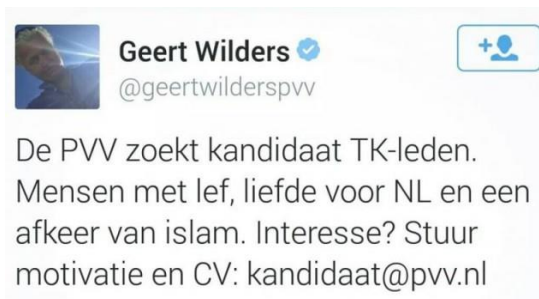 Geert Wilders
@geertwilderspvv
De PVV zoekt kandidaat TK-leden.
Mensen met lef, liefde voor NL en een
afkeer van islam. Interesse? Stuur
motivatie en CV: kandidaat@pvv.nl